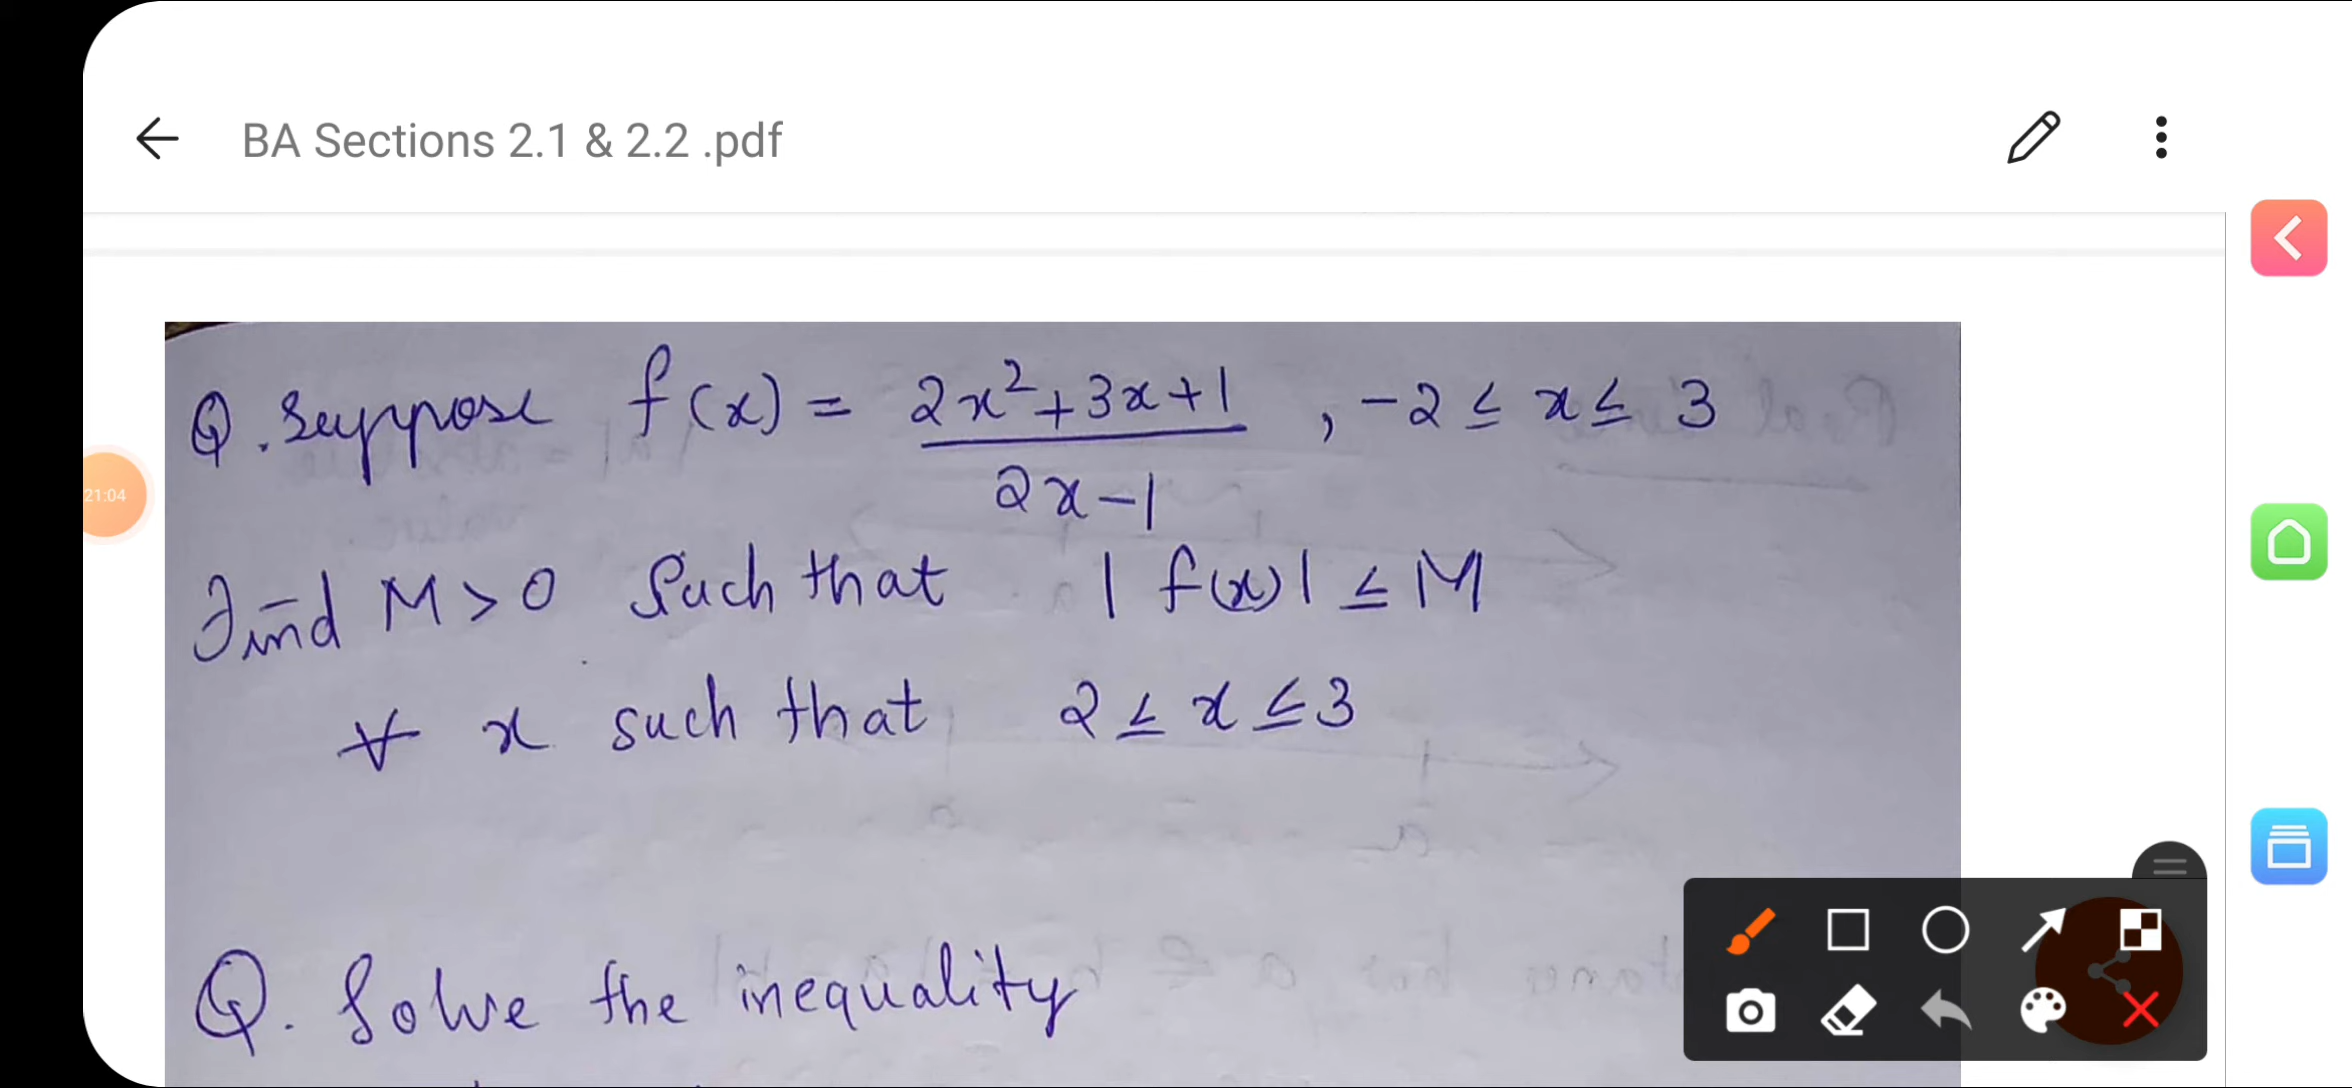 BA Sections 2.1 & 2.2 .pdf
Q. Suppose f(x) = 2x²+3x+1 / 2x-1 , -2 ≤ x ≤ 3
21:04
Find M > 0 Such that |f(x)| ≤ M
∀ x such that 2 ≤ x ≤ 3
Q. Solve the inequality